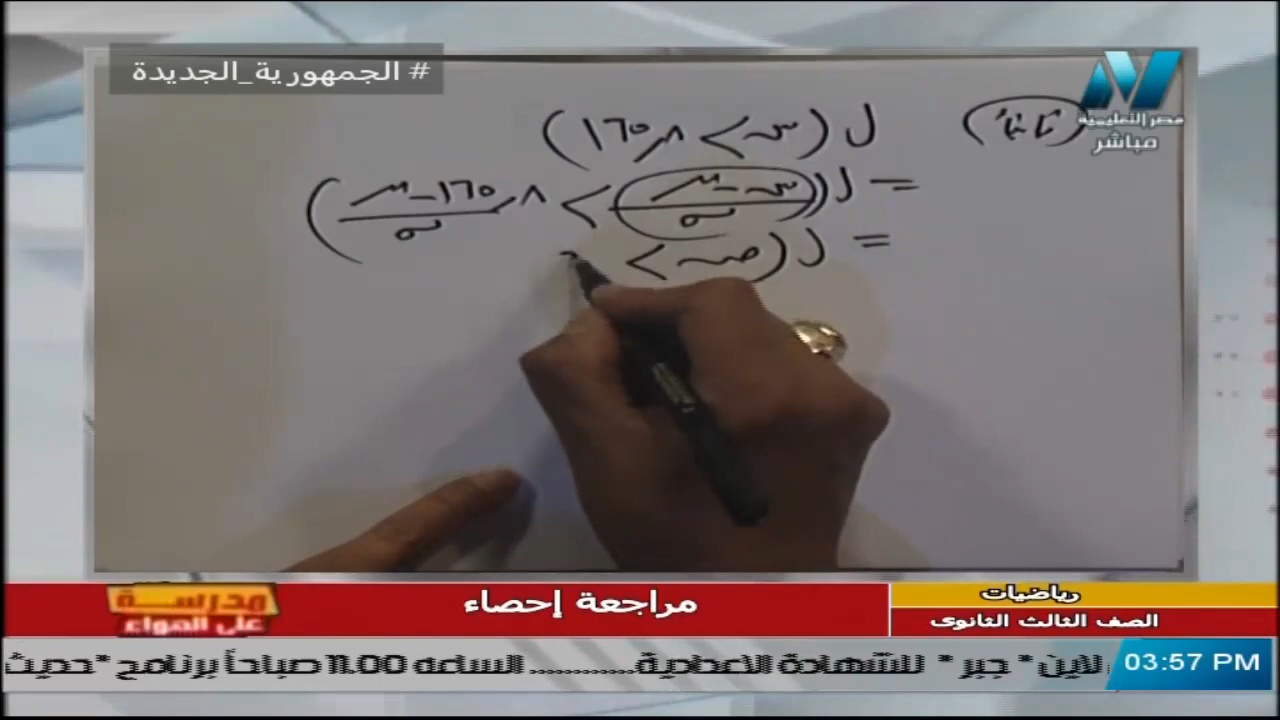 # الجمهورية_الجديدة
مصر التعليمية
مباشر
ثانياً
ل (س > ١٦٥,٨)
= ل ((س - μ)/σ > (١٦٥,٨ - μ)/σ)
= ل (ص >
مدرسة
على الهواء
مراجعة إحصاء
رياضيات
الصف الثالث الثانوى
لاين " جبر " للشهادة الاعدادية............ الساعه 11.00 صباحاً برنامج "حديث
03:57 PM